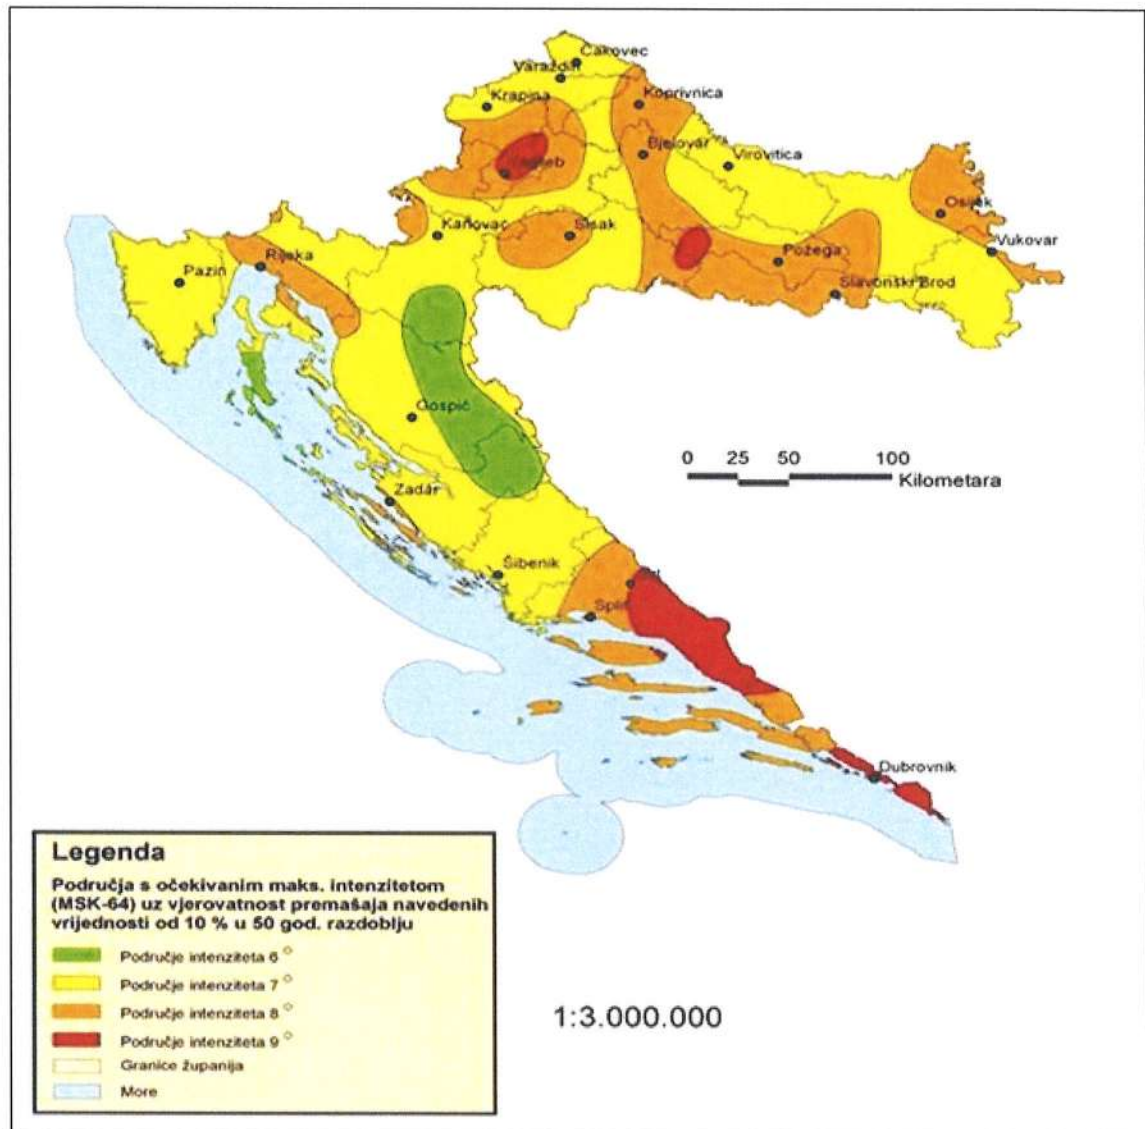 Čakovec
Varaždin
Krapina
Koprivnica
Zagreb
Bjelovar
Virovitica
Osijek
Karlovac
Sisak
Vukovar
Rijeka
Požega
Pazin
Slavonski Brod
Gospić
0 25 50 100
Kilometara
Zadar
Šibenik
Split
Dubrovnik
Legenda
Područja s očekivanim maks. intenzitetom
(MSK-64) uz vjerovatnost premašaja navedenih
vrijednosti od 10 % u 50 god. razdoblju
Područje intenziteta 6 °
Područje intenziteta 7 °
Područje intenziteta 8 °
Područje intenziteta 9 °
Granice županija
More
1:3.000.000